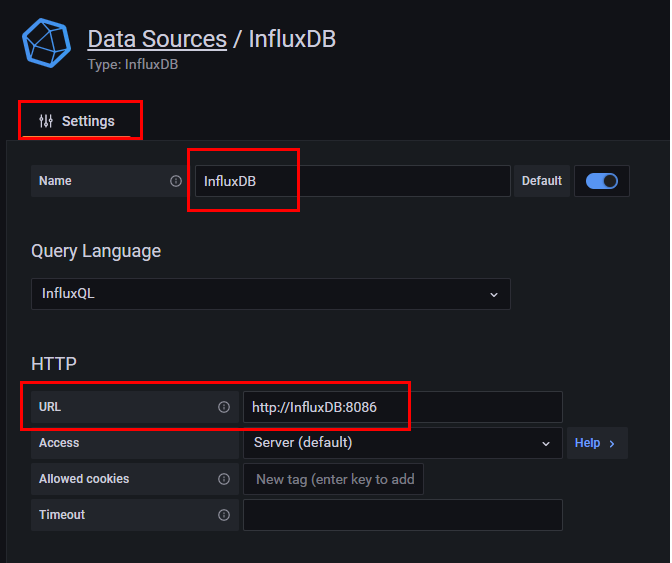 Data Sources / InfluxDB
Type: InfluxDB
Settings
Name InfluxDB Default
Query Language
InfluxQL
HTTP
URL http://InfluxDB:8086
Access Server (default) Help
Allowed cookies New tag (enter key to add
Timeout